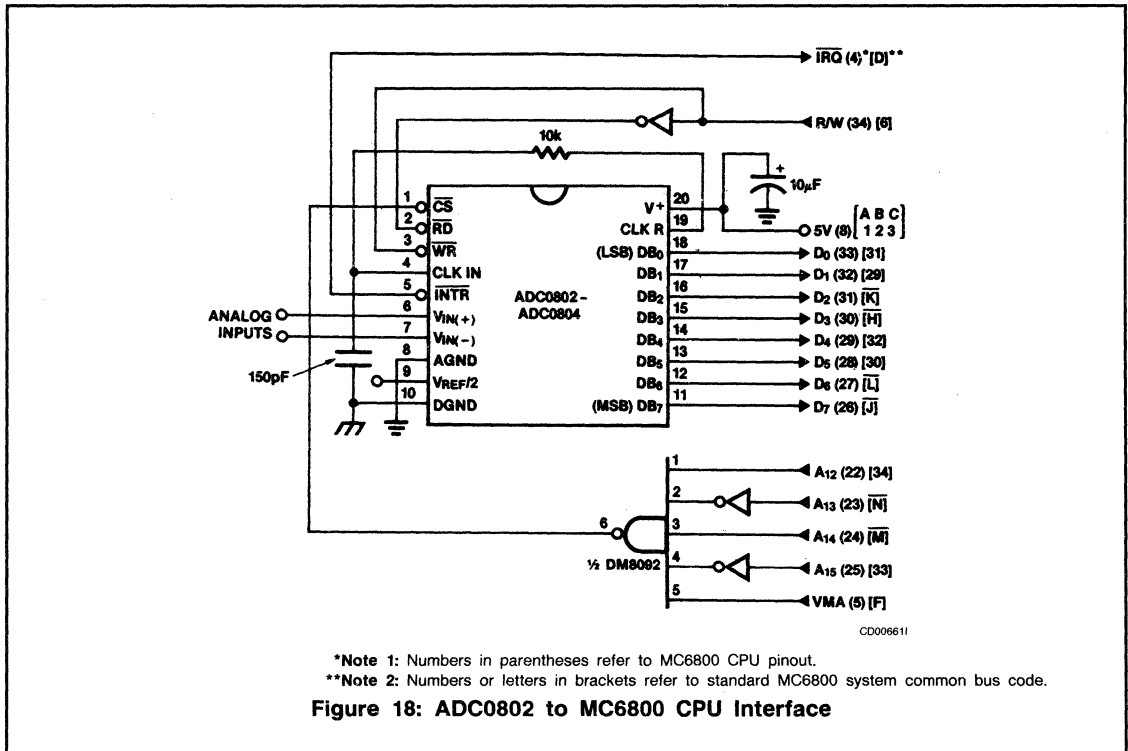 IRQ (4)*[D]**
R/W (34) [6]
10k
10μF
5V (8) [A B C
1 2 3]
1 CS
2 RD
3 WR
4 CLK IN
5 INTR
6 VIN(+)
7 VIN(−)
8 AGND
9 VREF/2
10 DGND
ANALOG
INPUTS
150pF
ADC0802 –
ADC0804
V+ 20
CLK R 19
(LSB) DB0 18
DB1 17
DB2 16
DB3 15
DB4 14
DB5 13
DB6 12
(MSB) DB7 11
D0 (33) [31]
D1 (32) [29]
D2 (31) [K̅]
D3 (30) [H̅]
D4 (29) [32]
D5 (28) [30]
D6 (27) [L̅]
D7 (26) [J̅]
1 A12 (22) [34]
2 A13 (23) [N̅]
3 A14 (24) [M̅]
4 A15 (25) [33]
5 VMA (5) [F]
6
½ DM8092
CD00661I
*Note 1: Numbers in parentheses refer to MC6800 CPU pinout.
**Note 2: Numbers or letters in brackets refer to standard MC6800 system common bus code.
Figure 18: ADC0802 to MC6800 CPU Interface